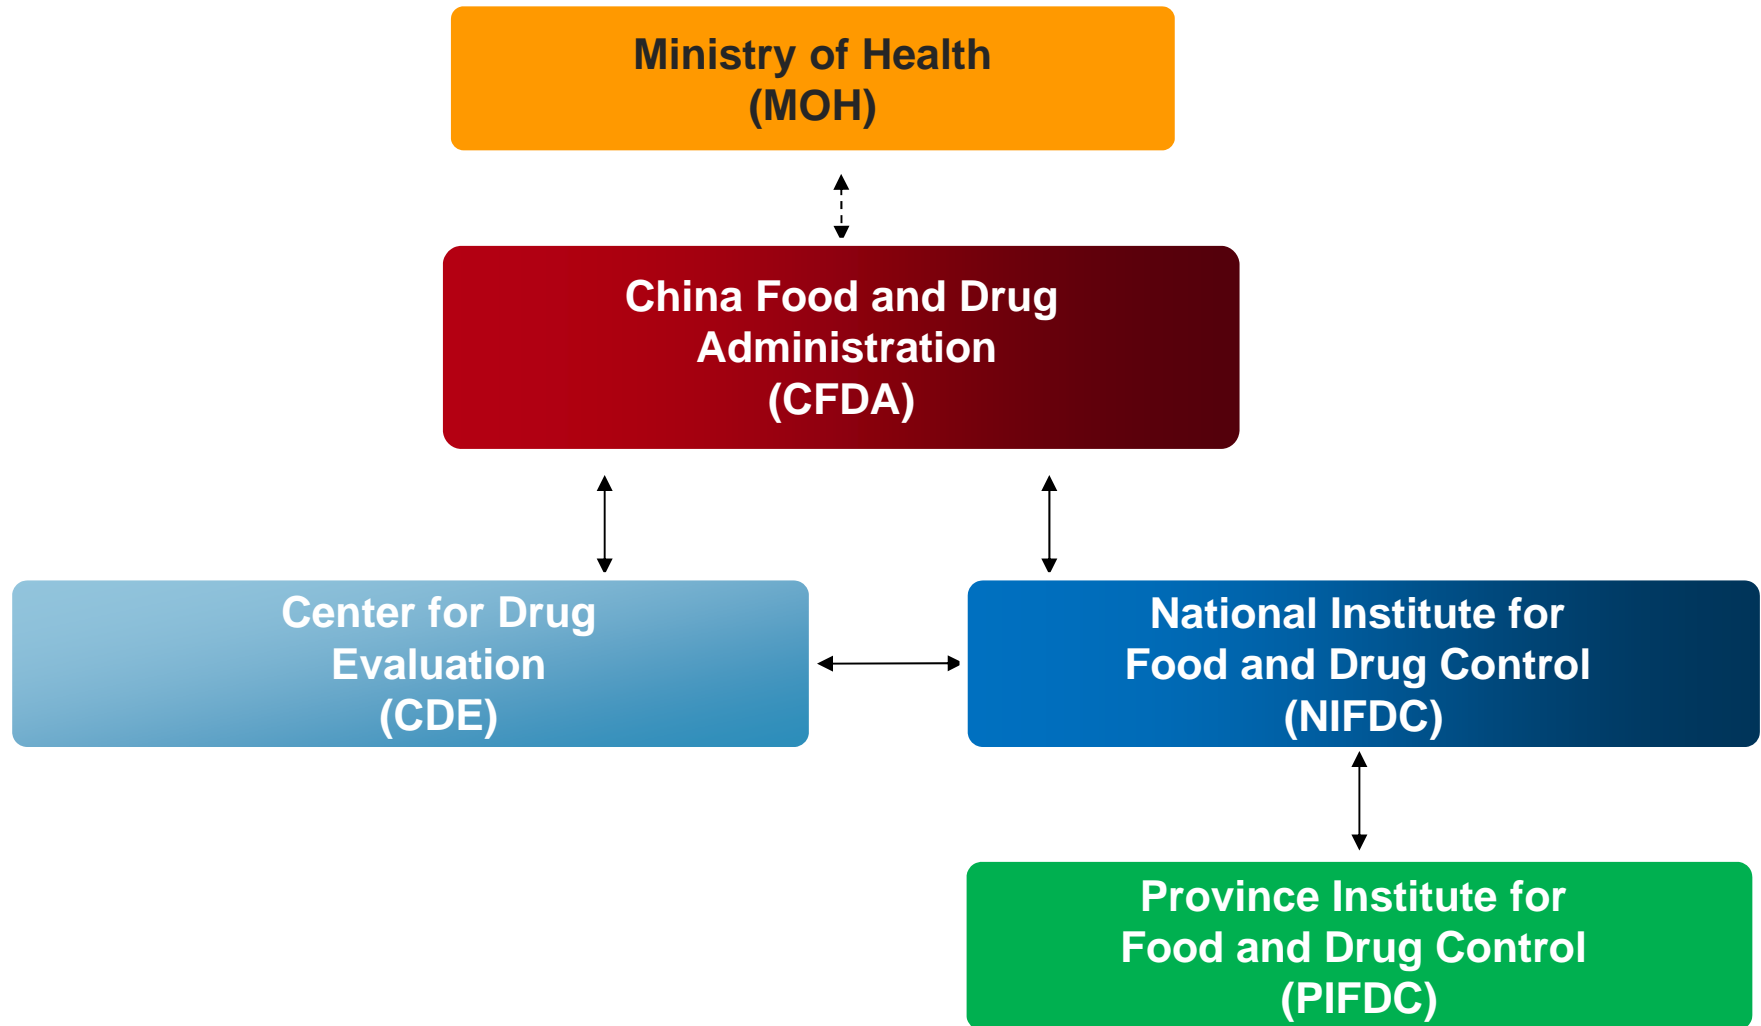 Ministry of Health
(MOH)
China Food and Drug
Administration
(CFDA)
Center for Drug
Evaluation
(CDE)
National Institute for
Food and Drug Control
(NIFDC)
Province Institute for
Food and Drug Control
(PIFDC)